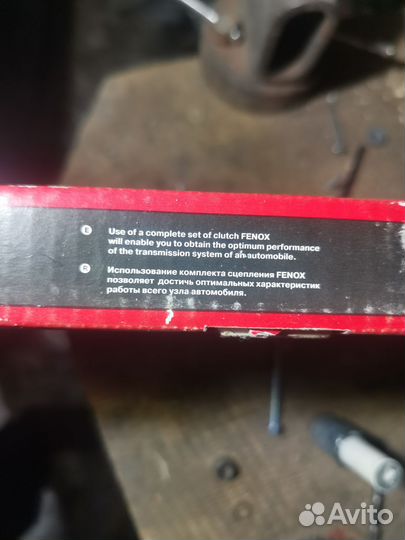 E Use of a complete set of clutch FENOX
will enable you to obtain the optimum performance
of the transmission system of an automobile.
Использование комплекта сцепления FENOX
позволяет достичь оптимальных характеристик
работы всего узла автомобиля.
Avito